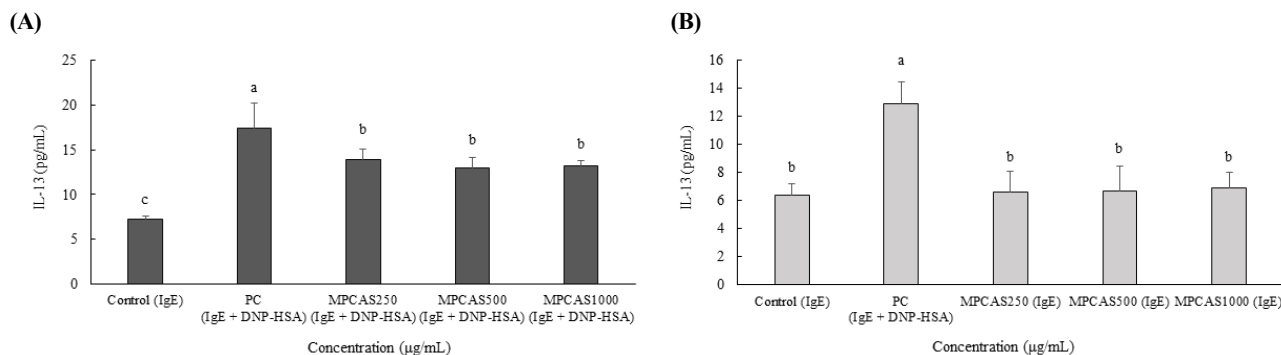 (A)
IL-13 (pg/mL)
25
20
15
10
5
0
c
a
b
b
b
Control (IgE)
PC
(IgE + DNP-HSA)
MPCAS250
(IgE + DNP-HSA)
MPCAS500
(IgE + DNP-HSA)
MPCAS1000
(IgE + DNP-HSA)
Concentration (μg/mL)
(B)
IL-13 (pg/mL)
16
14
12
10
8
6
4
2
0
b
a
b
b
b
Control (IgE)
PC
(IgE + DNP-HSA)
MPCAS250 (IgE)
MPCAS500 (IgE)
MPCAS1000 (IgE)
Concentration (μg/mL)